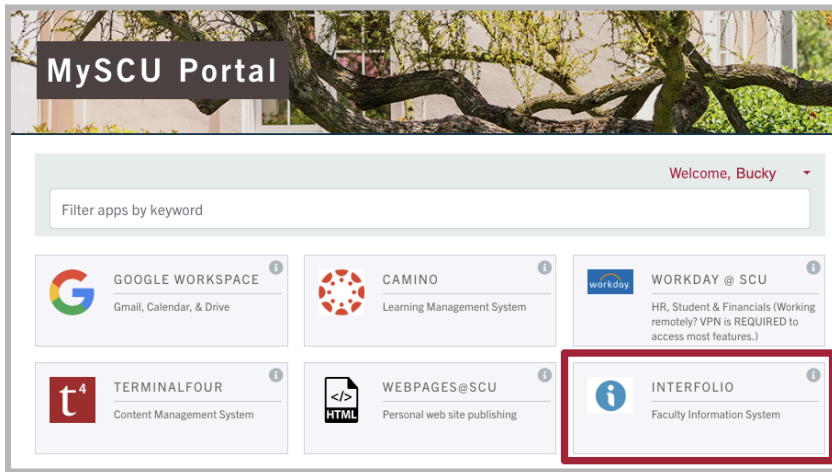 MySCU Portal
Welcome, Bucky
Filter apps by keyword
GOOGLE WORKSPACE
Gmail, Calendar, & Drive
CAMINO
Learning Management System
workday
WORKDAY @ SCU
HR, Student & Financials (Working
remotely? VPN is REQUIRED to
access most features.)
t4
TERMINALFOUR
Content Management System
</>
HTML
WEBPAGES@SCU
Personal web site publishing
INTERFOLIO
Faculty Information System